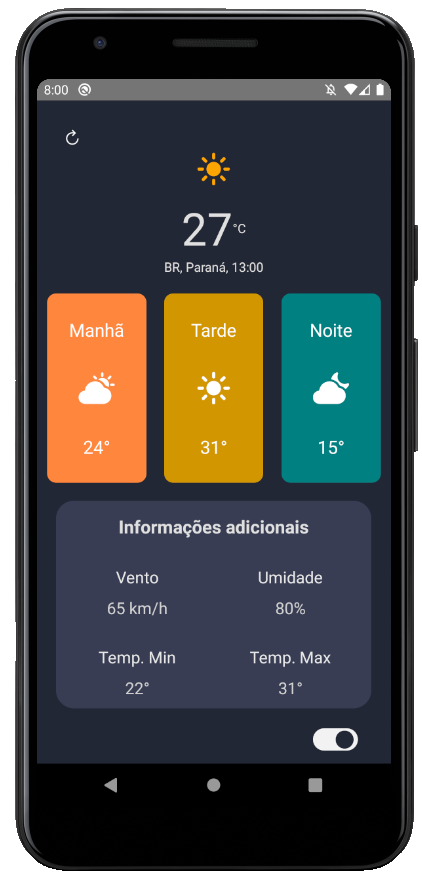 8:00
27°C
BR, Paraná, 13:00
Manhã Tarde Noite
24° 31° 15°
Informações adicionais
Vento Umidade
65 km/h 80%
Temp. Min Temp. Max
22° 31°